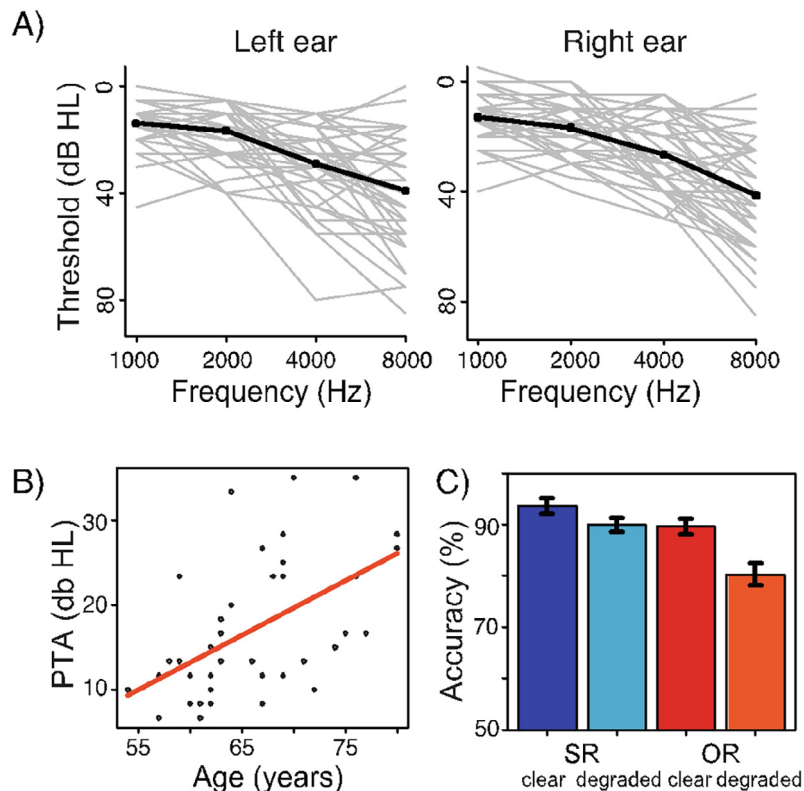 A)
Left ear
Right ear
Threshold (dB HL)
0
40
80
1000 2000 4000 8000
Frequency (Hz)
0
40
80
1000 2000 4000 8000
Frequency (Hz)
B)
PTA (db HL)
30
20
10
55 65 75
Age (years)
C)
Accuracy (%)
90
70
50
SR OR
clear degraded clear degraded